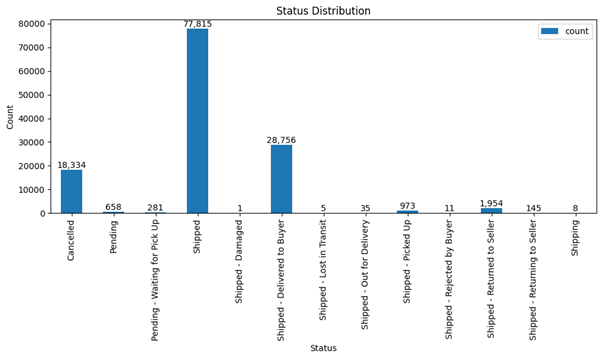 Status Distribution
count
Count
80000
70000
60000
50000
40000
30000
20000
10000
0
18,334
658
281
77,815
1
28,756
5
35
973
11
1,954
145
8
Cancelled
Pending
Pending - Waiting for Pick Up
Shipped
Shipped - Damaged
Shipped - Delivered to Buyer
Shipped - Lost in Transit
Shipped - Out for Delivery
Shipped - Picked Up
Shipped - Rejected by Buyer
Shipped - Returned to Seller
Shipped - Returning to Seller
Shipping
Status